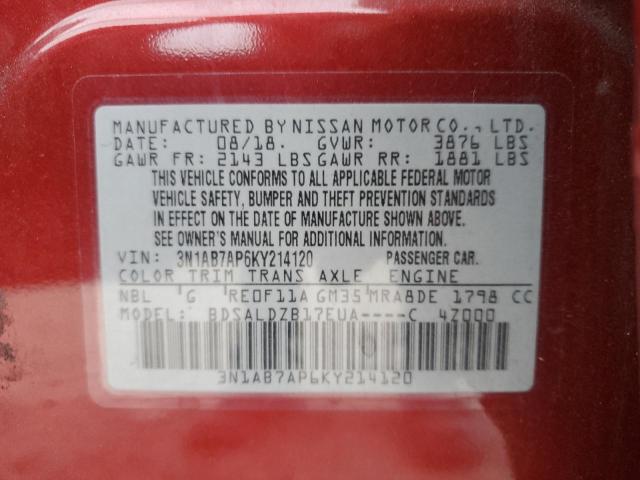 MANUFACTURED BY NISSAN MOTOR CO., LTD.
DATE: 08/18. GVWR: 3876 LBS
GAWR FR: 2143 LBS GAWR RR: 1881 LBS
THIS VEHICLE CONFORMS TO ALL APPLICABLE FEDERAL MOTOR
VEHICLE SAFETY, BUMPER AND THEFT PREVENTION STANDARDS
IN EFFECT ON THE DATE OF MANUFACTURE SHOWN ABOVE.
SEE OWNER'S MANUAL FOR ADDITIONAL INFORMATION.
VIN: 3N1AB7AP6KY214120 PASSENGER CAR.
COLOR TRIM TRANS AXLE ENGINE
NBL G RE0F11A GM35 MRA8DE 1798 CC
MODEL: BDSALDZB17EUA----C 4Z000
3N1AB7AP6KY214120